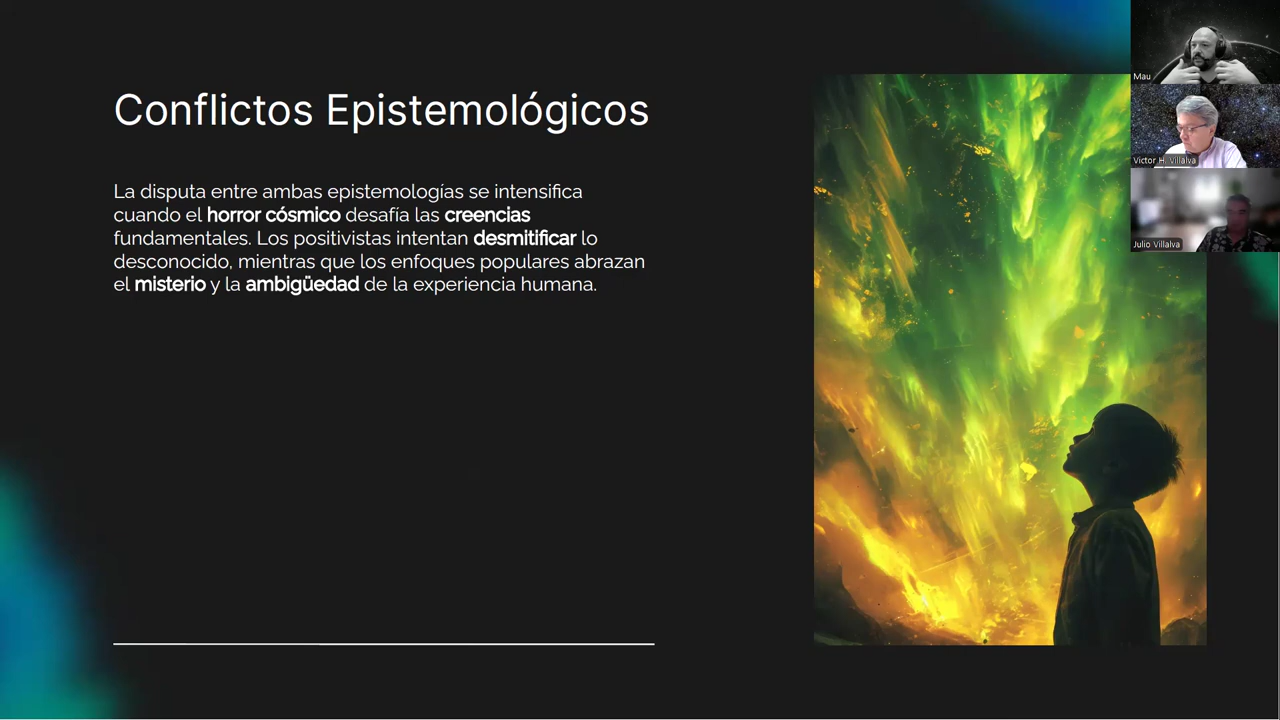 Conflictos Epistemológicos
La disputa entre ambas epistemologías se intensifica
cuando el horror cósmico desafía las creencias
fundamentales. Los positivistas intentan desmitificar lo
desconocido, mientras que los enfoques populares abrazan
el misterio y la ambigüedad de la experiencia humana.
Mau
Victor H. Villalva
Julio Villalva